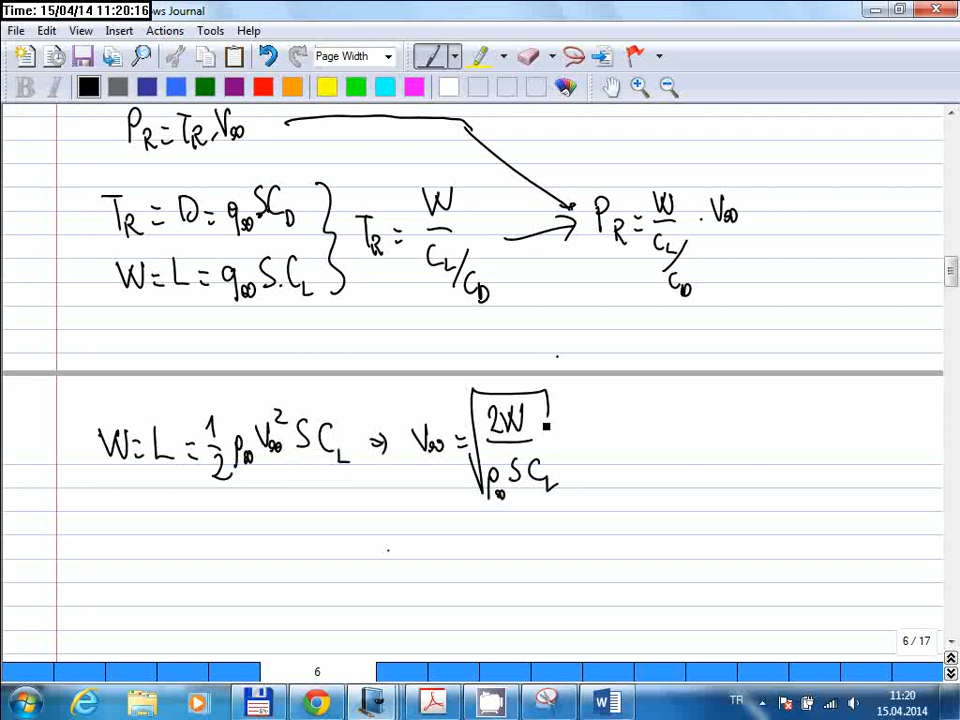 Time: 15/04/14 11:20:16
ws Journal
File Edit View Insert Actions Tools Help
Page Width
B I
P_R = T_R . V_∞
T_R = D = q_∞ S C_D
W = L = q_∞ S . C_L
T_R = W / (C_L / C_D)
P_R = W / (C_L / C_D) . V_∞
W = L = 1/2 ρ_∞ V_∞² S C_L ⇒ V_∞ = √(2W / (ρ_∞ S C_L))
6 / 17
6
TR
11:20
15.04.2014